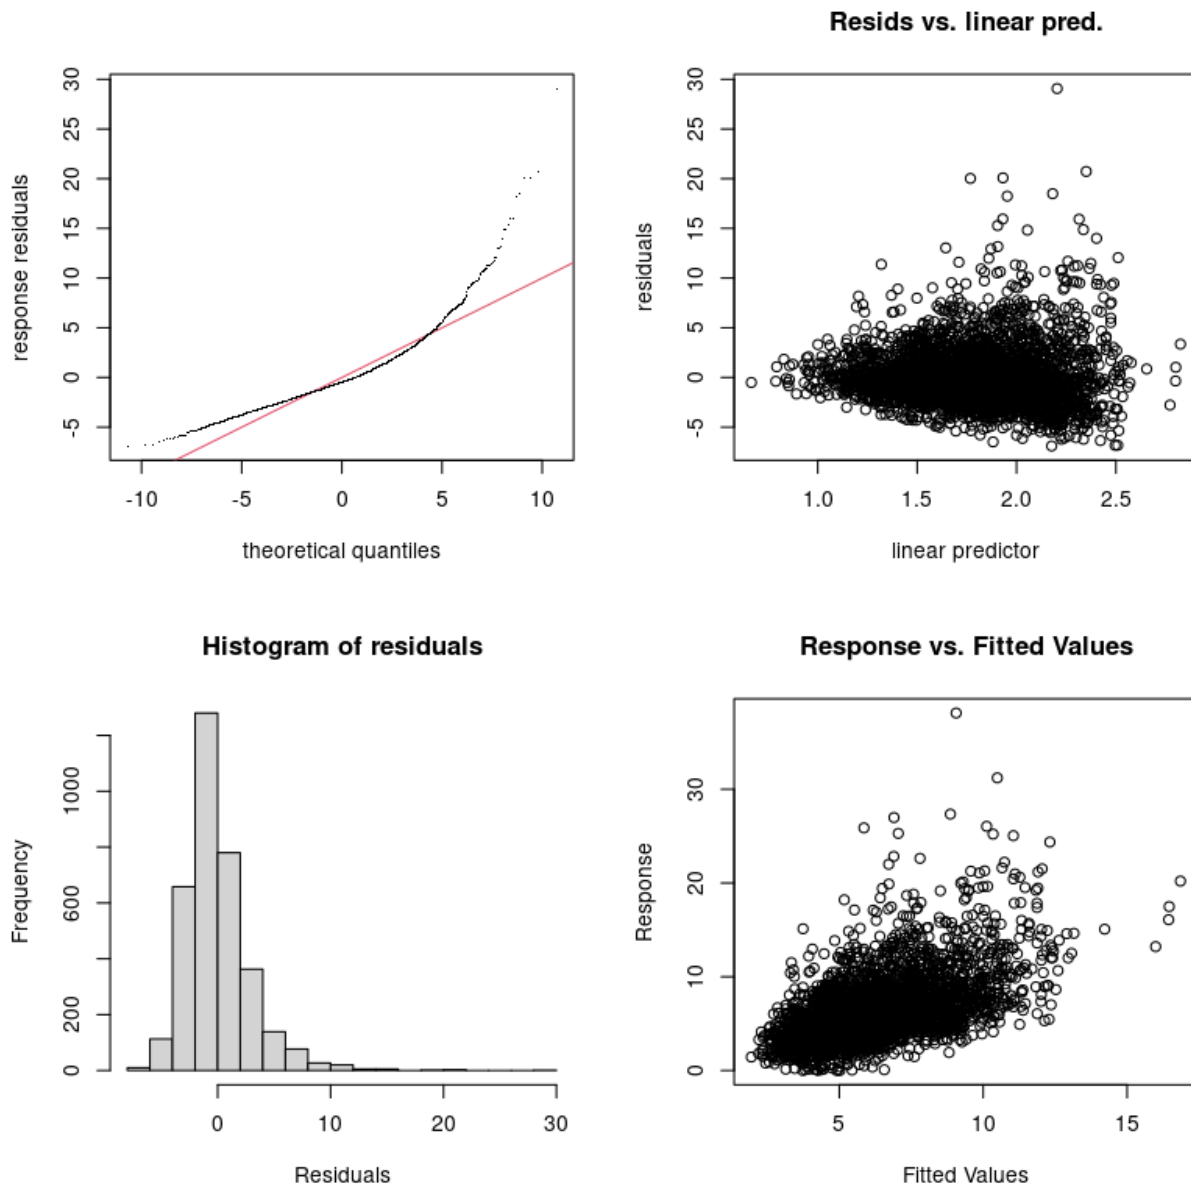 Resids vs. linear pred.
response residuals
-5 0 5 10 15 20 25 30
-10 -5 0 5 10
theoretical quantiles
residuals
-5 0 5 10 15 20 25 30
1.0 1.5 2.0 2.5
linear predictor
Histogram of residuals
Frequency
0 200 600 1000
0 10 20 30
Residuals
Response vs. Fitted Values
Response
0 10 20 30
5 10 15
Fitted Values